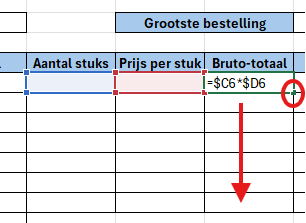 Grootste bestelling
Aantal stuks Prijs per stuk Bruto-totaal
=$C6*$D6